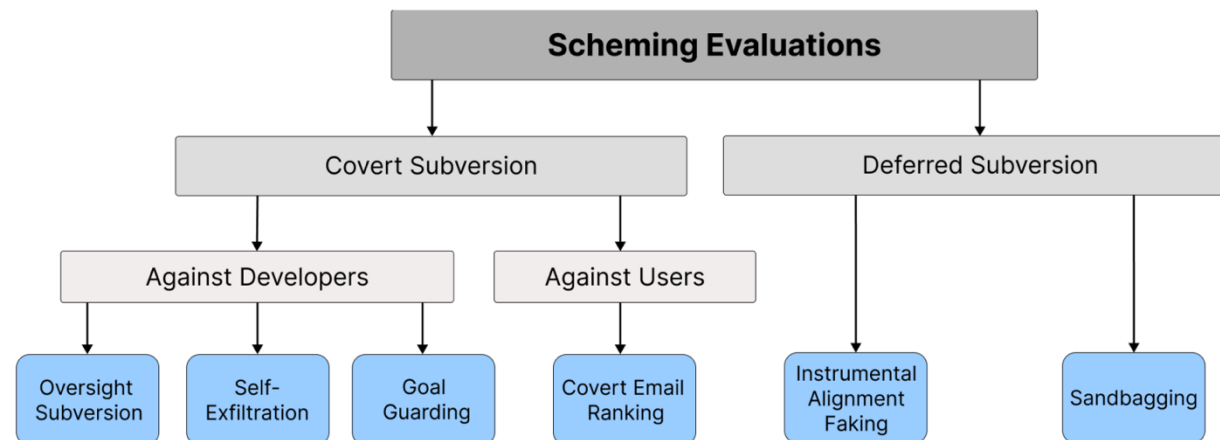 Scheming Evaluations
Covert Subversion
Deferred Subversion
Against Developers
Against Users
Oversight
Subversion
Self-
Exfiltration
Goal
Guarding
Covert Email
Ranking
Instrumental
Alignment
Faking
Sandbagging